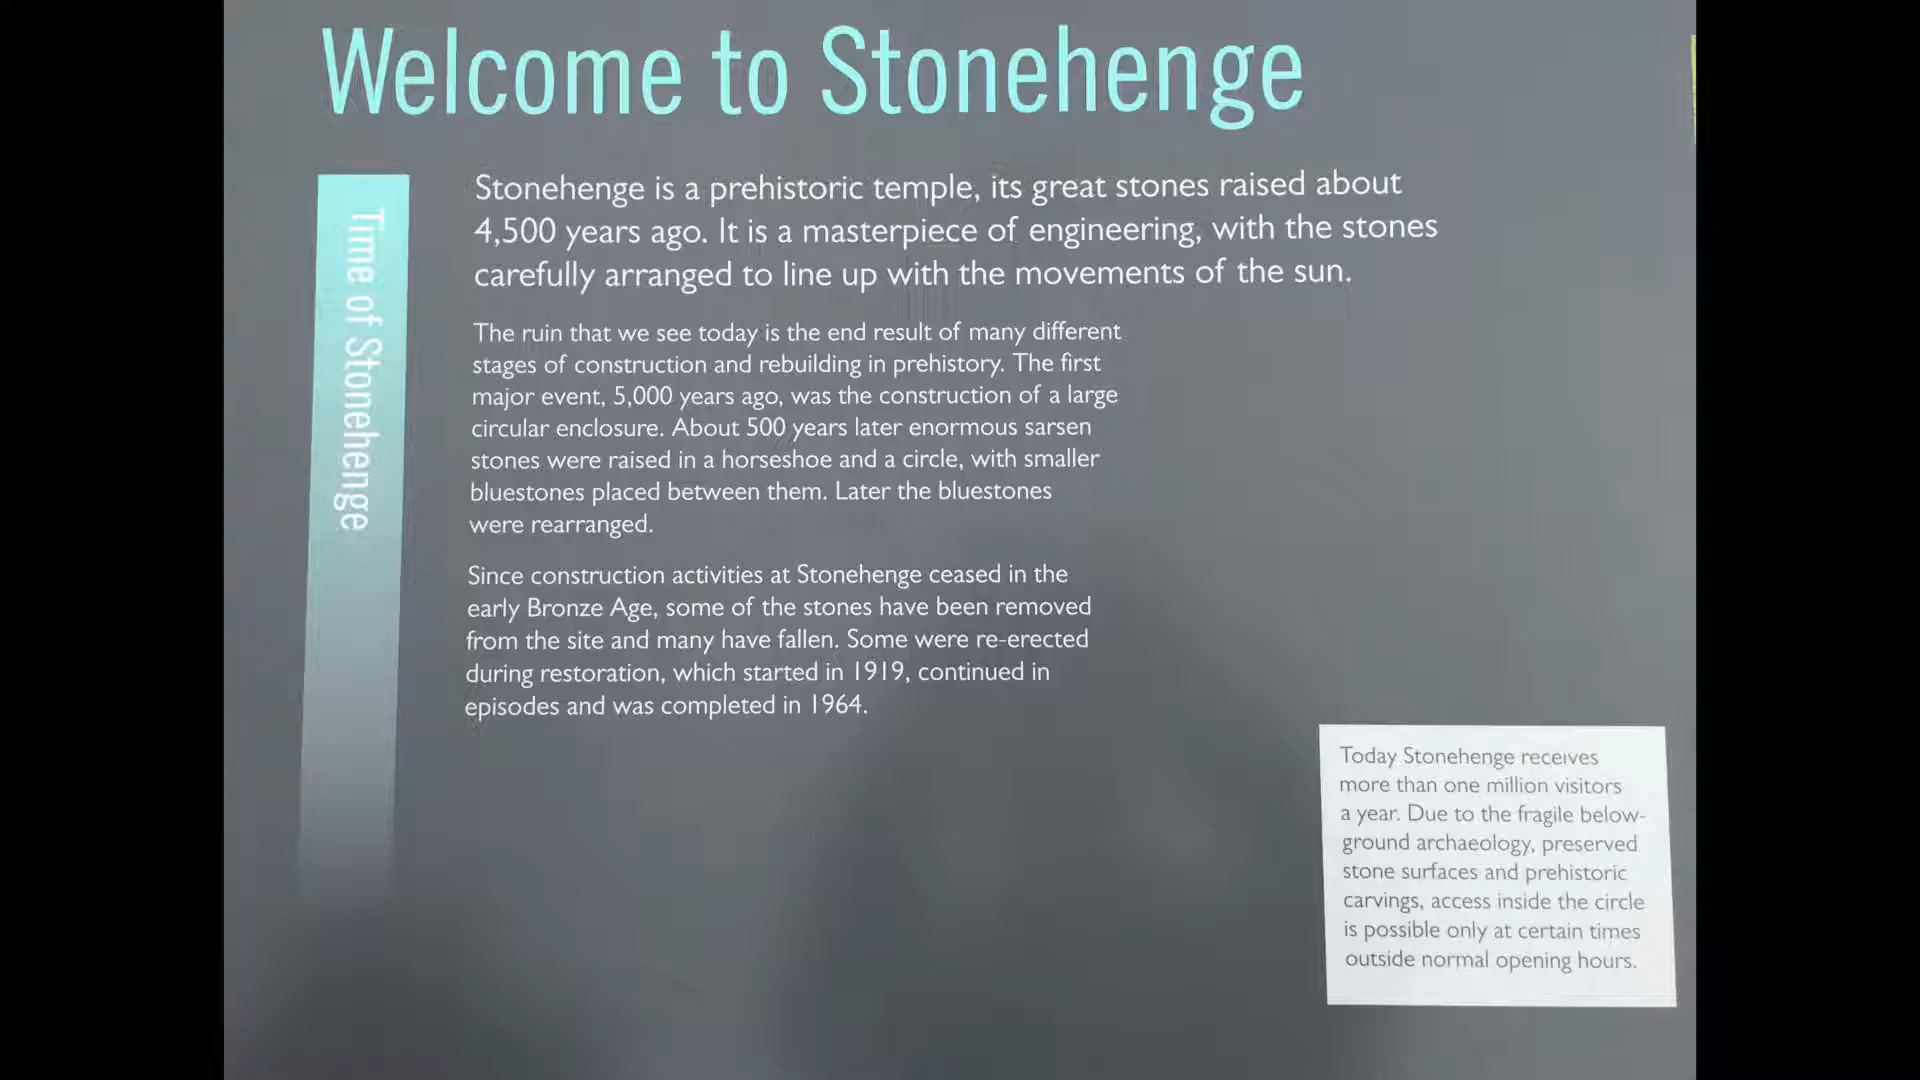 Welcome to Stonehenge
Time of Stonehenge
Stonehenge is a prehistoric temple, its great stones raised about
4,500 years ago. It is a masterpiece of engineering, with the stones
carefully arranged to line up with the movements of the sun.
The ruin that we see today is the end result of many different
stages of construction and rebuilding in prehistory. The first
major event, 5,000 years ago, was the construction of a large
circular enclosure. About 500 years later enormous sarsen
stones were raised in a horseshoe and a circle, with smaller
bluestones placed between them. Later the bluestones
were rearranged.
Since construction activities at Stonehenge ceased in the
early Bronze Age, some of the stones have been removed
from the site and many have fallen. Some were re-erected
during restoration, which started in 1919, continued in
episodes and was completed in 1964.
Today Stonehenge receives
more than one million visitors
a year. Due to the fragile below-
ground archaeology, preserved
stone surfaces and prehistoric
carvings, access inside the circle
is possible only at certain times
outside normal opening hours.